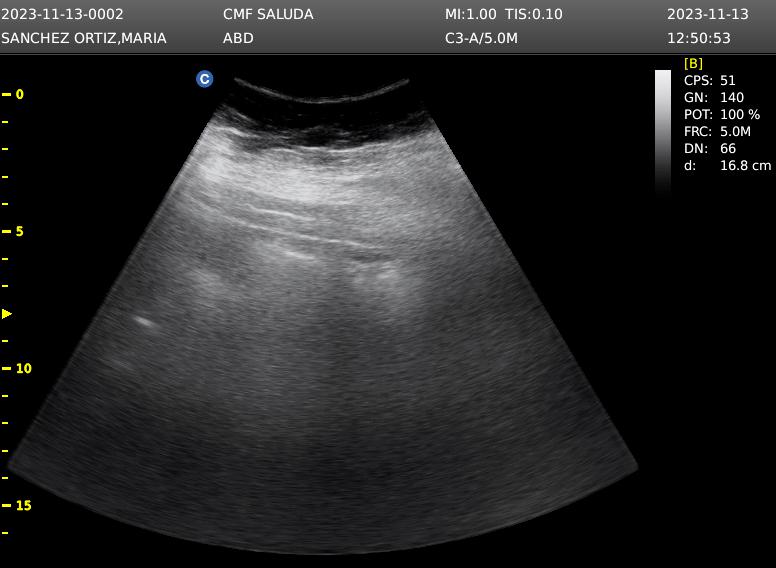 2023-11-13-0002 CMF SALUDA MI:1.00 TIS:0.10 2023-11-13
SANCHEZ ORTIZ,MARIA ABD C3-A/5.0M 12:50:53
C
[B]
CPS: 51
GN: 140
POT: 100 %
FRC: 5.0M
DN: 66
d: 16.8 cm
0
5
10
15